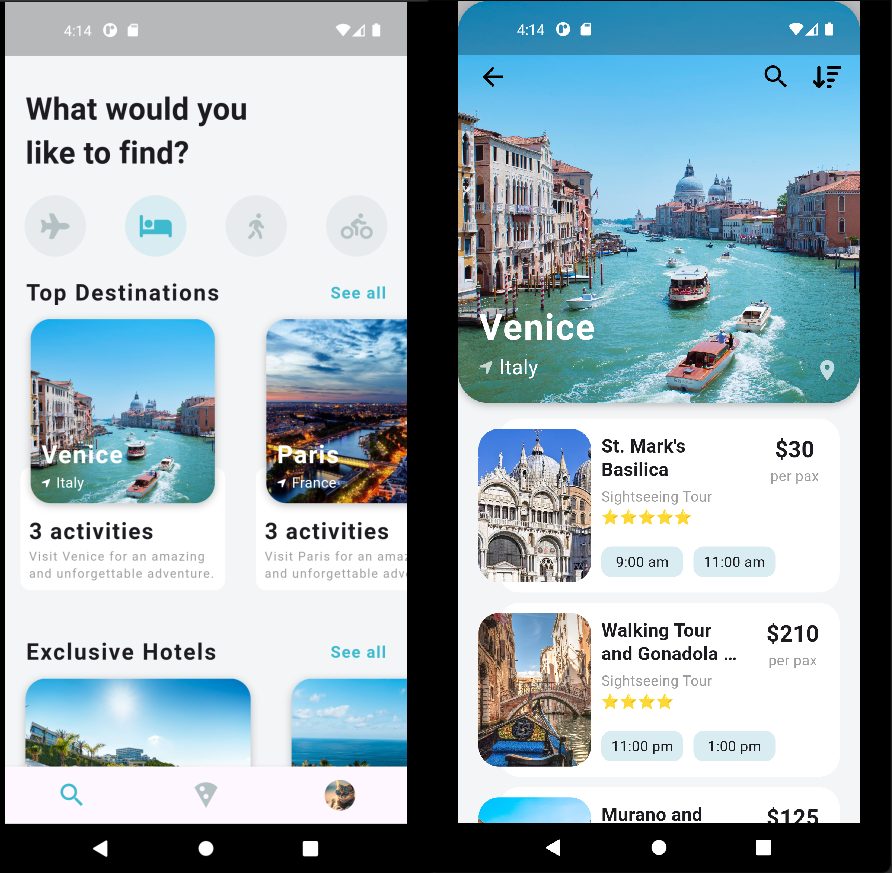 4:14
What would you
like to find?
Top Destinations
See all
Venice
Italy
3 activities
Visit Venice for an amazing
and unforgettable adventure.
Paris
France
3 activities
Visit Paris for an amaz
and unforgettable adv
Exclusive Hotels
See all
4:14
Venice
Italy
St. Mark's
Basilica
Sightseeing Tour
$30
per pax
9:00 am
11:00 am
Walking Tour
and Gonadola ...
Sightseeing Tour
$210
per pax
11:00 pm
1:00 pm
Murano and
$125